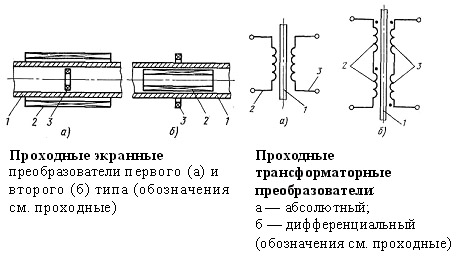 1 2 3 а) 3 б) 2 1
2 1 3 а) 2 3 1 б)
Проходные экранные
преобразователи первого (а) и
второго (б) типа (обозначения
см. проходные)
Проходные
трансформаторные
преобразователи:
а — абсолютный;
б — дифференциальный
(обозначения см. проходные)